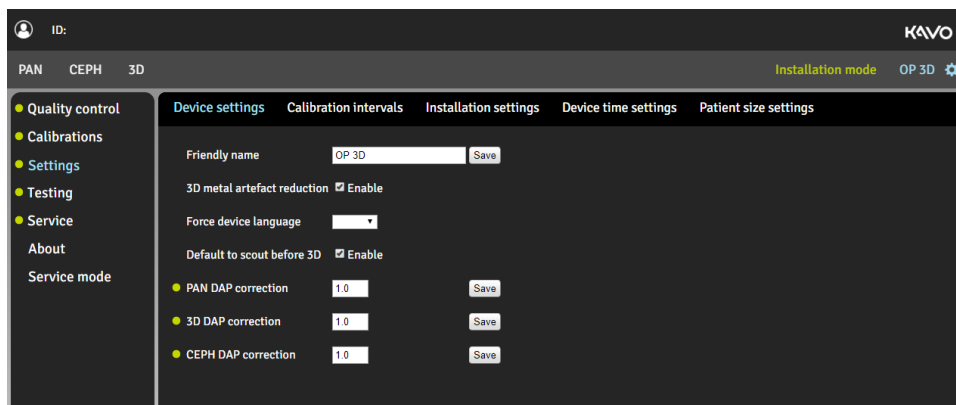 ID:
KAVO
PAN CEPH 3D Installation mode OP 3D
Quality control
Calibrations
Settings
Testing
Service
About
Service mode
Device settings Calibration intervals Installation settings Device time settings Patient size settings
Friendly name OP 3D Save
3D metal artefact reduction Enable
Force device language
Default to scout before 3D Enable
PAN DAP correction 1.0 Save
3D DAP correction 1.0 Save
CEPH DAP correction 1.0 Save